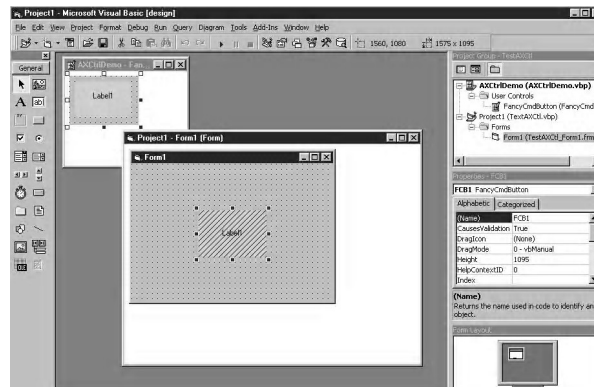 Project1 - Microsoft Visual Basic [design]
File Edit View Project Format Debug Run Query Diagram Tools Add-Ins Window Help
1560, 1080
1575 x 1095
General
A
abl
AXCtrlDemo - Fan...
Label1
Project1 - Form1 (Form)
Form1
Label1
Project Group - TestAXCtl
AXCtrlDemo (AXCtrlDemo.vbp)
User Controls
FancyCmdButton (FancyCmd
Project1 (TextAXCtl.vbp)
Forms
Form1 (TestAXCtl_Form1.frm
Properties - FCB1
FCB1 FancyCmdButton
Alphabetic Categorized
(Name) FCB1
CausesValidation True
DragIcon (None)
DragMode 0 - vbManual
Height 1095
HelpContextID 0
Index
(Name)
Returns the name used in code to identify an
object.
Form Layout